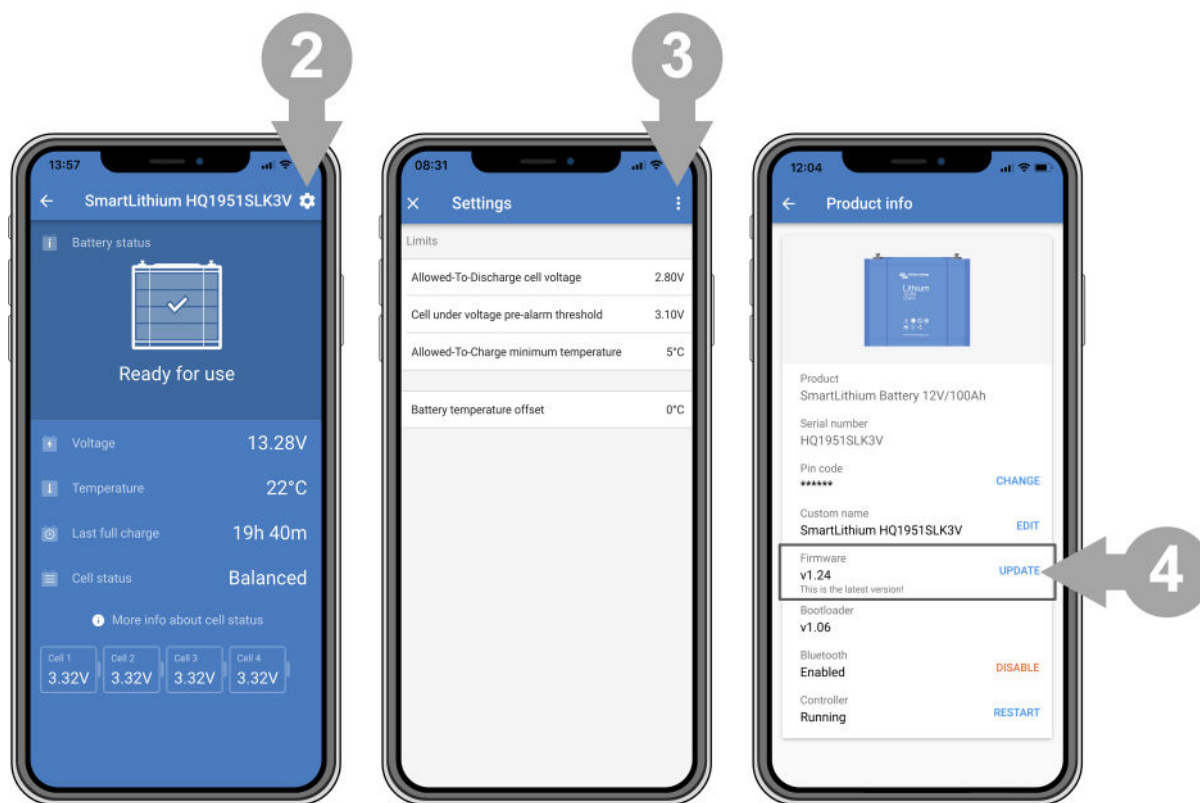 2
3
13:57
SmartLithium HQ1951SLK3V
Battery status
Ready for use
Voltage 13.28V
Temperature 22°C
Last full charge 19h 40m
Cell status Balanced
More info about cell status
Cell 1 Cell 2 Cell 3 Cell 4
3.32V 3.32V 3.32V 3.32V
08:31
Settings
Limits
Allowed-To-Discharge cell voltage 2.80V
Cell under voltage pre-alarm threshold 3.10V
Allowed-To-Charge minimum temperature 5°C
Battery temperature offset 0°C
12:04
Product info
Lithium
Product
SmartLithium Battery 12V/100Ah
Serial number
HQ1951SLK3V
Pin code
****** CHANGE
Custom name
SmartLithium HQ1951SLK3V EDIT
Firmware
v1.24 UPDATE
This is the latest version!
Bootloader
v1.06
Bluetooth
Enabled DISABLE
Controller
Running RESTART
4